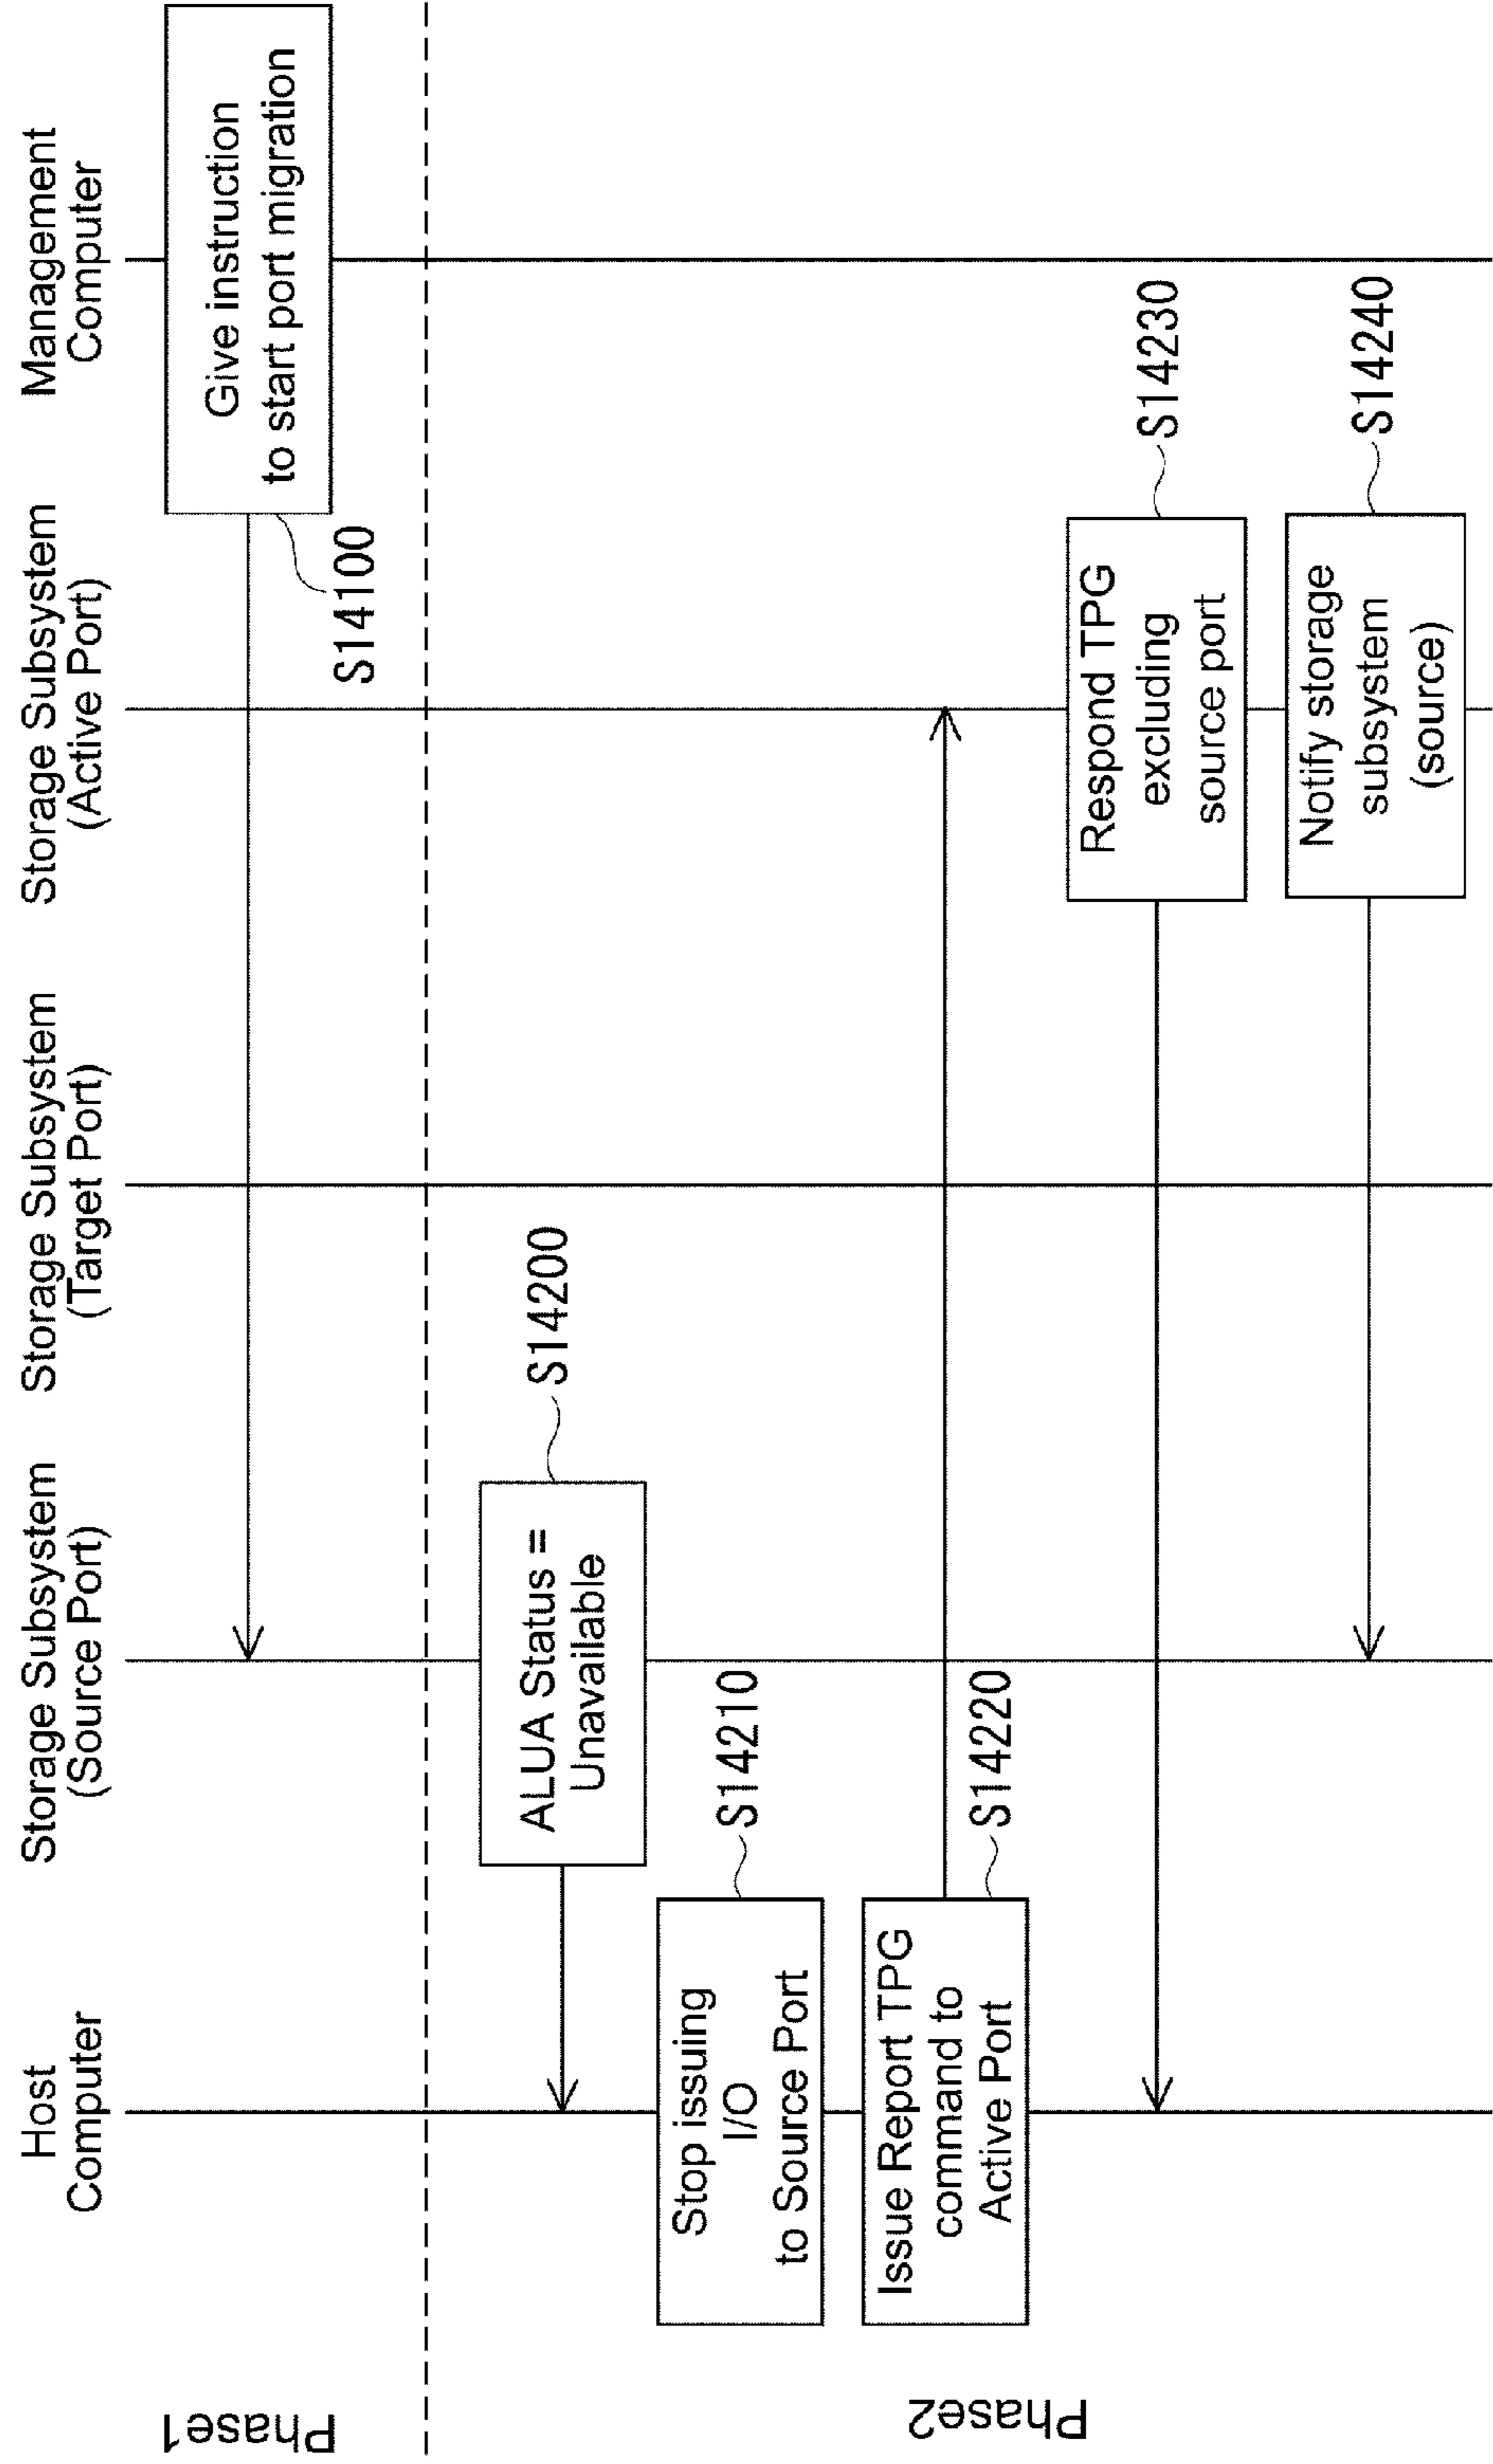 Host
Computer
Storage Subsystem
(Source Port)
Storage Subsystem
(Target Port)
Storage Subsystem
(Active Port)
Management
Computer
Phase1
Give instruction
to start port migration
S14100
Phase2
ALUA Status =
Unavailable
S14200
Stop issuing
I/O
to Source Port
S14210
Issue Report TPG
command to
Active Port
S14220
Respond TPG
excluding
source port
S14230
Notify storage
subsystem
(source)
S14240